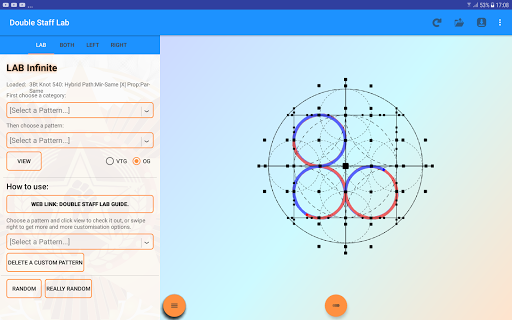 53% 17:08
Double Staff Lab
LAB BOTH LEFT RIGHT
LAB Infinite
Loaded: 3Bt Knot 540: Hybrid Path:Mir-Same [X] Prop:Par-
Same
First choose a category:
[Select a Pattern...]
Then choose a pattern:
[Select a Pattern...]
VIEW VTG OG
How to use:
WEB LINK: DOUBLE STAFF LAB GUIDE.
Choose a pattern and click view to check it out, or swipe
right to get more and more customisation options.
[Select a Pattern...]
DELETE A CUSTOM PATTERN
RANDOM REALLY RANDOM